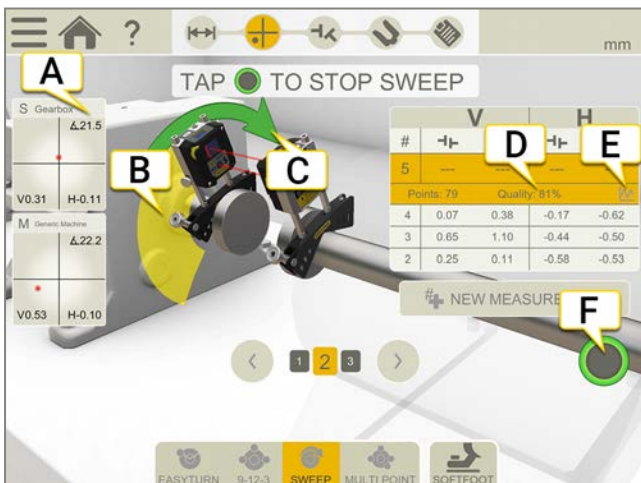 ?
mm
A
TAP TO STOP SWEEP
S Gearbox
∡21.5
V0.31 H-0.11
M Generic Machine
∡22.2
V0.53 H-0.10
B
C
V H
D
E
#
5 --- --- ---
Points: 79 Quality: 81%
4 0.07 0.38 -0.17 -0.62
3 0.65 1.10 -0.44 -0.50
2 0.25 0.11 -0.58 -0.53
# NEW MEASURE
F
1 2 3
EASYTURN 9-12-3 SWEEP MULTI POINT SOFTFOOT